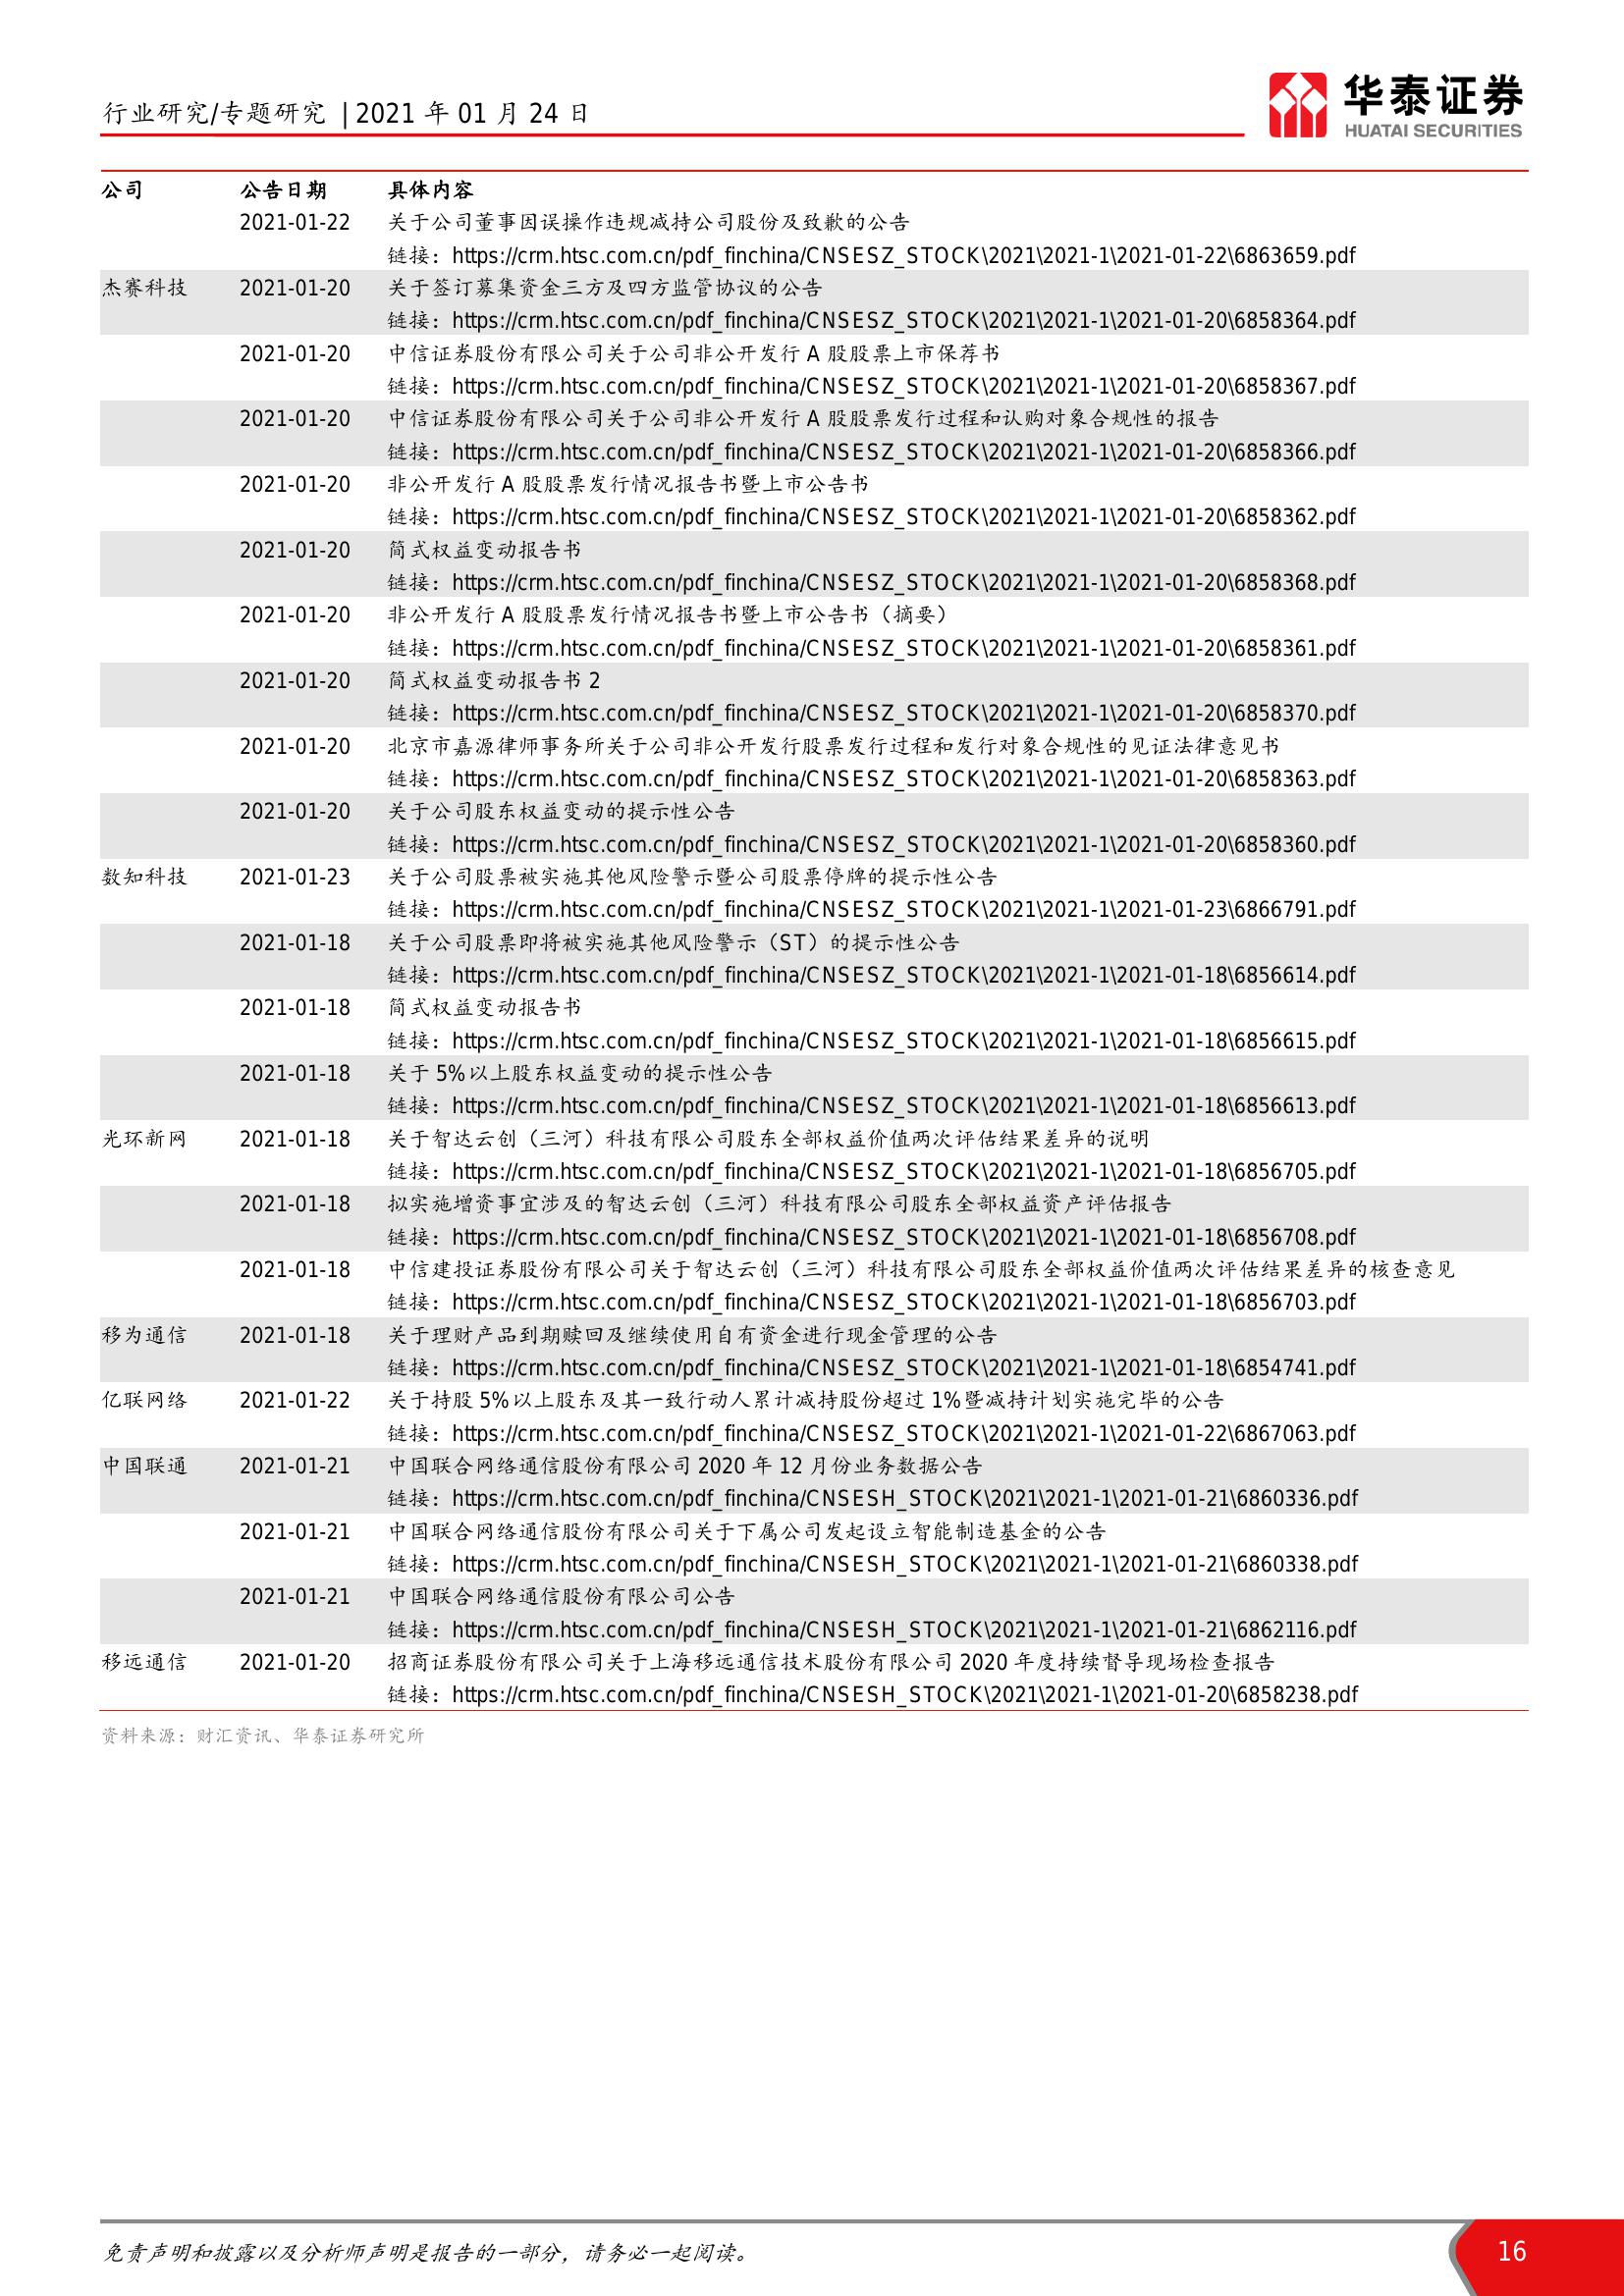 行业研究/专题研究 | 2021 年 01 月 24 日
华泰证券
HUATAI SECURITIES
公司 公告日期 具体内容
2021-01-22 关于公司董事因误操作违规减持公司股份及致歉的公告
链接：https://crm.htsc.com.cn/pdf_finchina/CNSESZ_STOCK\2021\2021-1\2021-01-22\6863659.pdf
杰赛科技 2021-01-20 关于签订募集资金三方及四方监管协议的公告
链接：https://crm.htsc.com.cn/pdf_finchina/CNSESZ_STOCK\2021\2021-1\2021-01-20\6858364.pdf
2021-01-20 中信证券股份有限公司关于公司非公开发行 A 股股票上市保荐书
链接：https://crm.htsc.com.cn/pdf_finchina/CNSESZ_STOCK\2021\2021-1\2021-01-20\6858367.pdf
2021-01-20 中信证券股份有限公司关于公司非公开发行 A 股股票发行过程和认购对象合规性的报告
链接：https://crm.htsc.com.cn/pdf_finchina/CNSESZ_STOCK\2021\2021-1\2021-01-20\6858366.pdf
2021-01-20 非公开发行 A 股股票发行情况报告书暨上市公告书
链接：https://crm.htsc.com.cn/pdf_finchina/CNSESZ_STOCK\2021\2021-1\2021-01-20\6858362.pdf
2021-01-20 简式权益变动报告书
链接：https://crm.htsc.com.cn/pdf_finchina/CNSESZ_STOCK\2021\2021-1\2021-01-20\6858368.pdf
2021-01-20 非公开发行 A 股股票发行情况报告书暨上市公告书（摘要）
链接：https://crm.htsc.com.cn/pdf_finchina/CNSESZ_STOCK\2021\2021-1\2021-01-20\6858361.pdf
2021-01-20 简式权益变动报告书 2
链接：https://crm.htsc.com.cn/pdf_finchina/CNSESZ_STOCK\2021\2021-1\2021-01-20\6858370.pdf
2021-01-20 北京市嘉源律师事务所关于公司非公开发行股票发行过程和发行对象合规性的见证法律意见书
链接：https://crm.htsc.com.cn/pdf_finchina/CNSESZ_STOCK\2021\2021-1\2021-01-20\6858363.pdf
2021-01-20 关于公司股东权益变动的提示性公告
链接：https://crm.htsc.com.cn/pdf_finchina/CNSESZ_STOCK\2021\2021-1\2021-01-20\6858360.pdf
数知科技 2021-01-23 关于公司股票被实施其他风险警示暨公司股票停牌的提示性公告
链接：https://crm.htsc.com.cn/pdf_finchina/CNSESZ_STOCK\2021\2021-1\2021-01-23\6866791.pdf
2021-01-18 关于公司股票即将被实施其他风险警示（ST）的提示性公告
链接：https://crm.htsc.com.cn/pdf_finchina/CNSESZ_STOCK\2021\2021-1\2021-01-18\6856614.pdf
2021-01-18 简式权益变动报告书
链接：https://crm.htsc.com.cn/pdf_finchina/CNSESZ_STOCK\2021\2021-1\2021-01-18\6856615.pdf
2021-01-18 关于 5%以上股东权益变动的提示性公告
链接：https://crm.htsc.com.cn/pdf_finchina/CNSESZ_STOCK\2021\2021-1\2021-01-18\6856613.pdf
光环新网 2021-01-18 关于智达云创（三河）科技有限公司股东全部权益价值两次评估结果差异的说明
链接：https://crm.htsc.com.cn/pdf_finchina/CNSESZ_STOCK\2021\2021-1\2021-01-18\6856705.pdf
2021-01-18 拟实施增资事宜涉及的智达云创（三河）科技有限公司股东全部权益资产评估报告
链接：https://crm.htsc.com.cn/pdf_finchina/CNSESZ_STOCK\2021\2021-1\2021-01-18\6856708.pdf
2021-01-18 中信建投证券股份有限公司关于智达云创（三河）科技有限公司股东全部权益价值两次评估结果差异的核查意见
链接：https://crm.htsc.com.cn/pdf_finchina/CNSESZ_STOCK\2021\2021-1\2021-01-18\6856703.pdf
移为通信 2021-01-18 关于理财产品到期赎回及继续使用自有资金进行现金管理的公告
链接：https://crm.htsc.com.cn/pdf_finchina/CNSESZ_STOCK\2021\2021-1\2021-01-18\6854741.pdf
亿联网络 2021-01-22 关于持股 5%以上股东及其一致行动人累计减持股份超过 1%暨减持计划实施完毕的公告
链接：https://crm.htsc.com.cn/pdf_finchina/CNSESZ_STOCK\2021\2021-1\2021-01-22\6867063.pdf
中国联通 2021-01-21 中国联合网络通信股份有限公司 2020 年 12 月份业务数据公告
链接：https://crm.htsc.com.cn/pdf_finchina/CNSESH_STOCK\2021\2021-1\2021-01-21\6860336.pdf
2021-01-21 中国联合网络通信股份有限公司关于下属公司发起设立智能制造基金的公告
链接：https://crm.htsc.com.cn/pdf_finchina/CNSESH_STOCK\2021\2021-1\2021-01-21\6860338.pdf
2021-01-21 中国联合网络通信股份有限公司公告
链接：https://crm.htsc.com.cn/pdf_finchina/CNSESH_STOCK\2021\2021-1\2021-01-21\6862116.pdf
移远通信 2021-01-20 招商证券股份有限公司关于上海移远通信技术股份有限公司 2020 年度持续督导现场检查报告
链接：https://crm.htsc.com.cn/pdf_finchina/CNSESH_STOCK\2021\2021-1\2021-01-20\6858238.pdf
资料来源：财汇资讯、华泰证券研究所
免责声明和披露以及分析师声明是报告的一部分，请务必一起阅读。
16